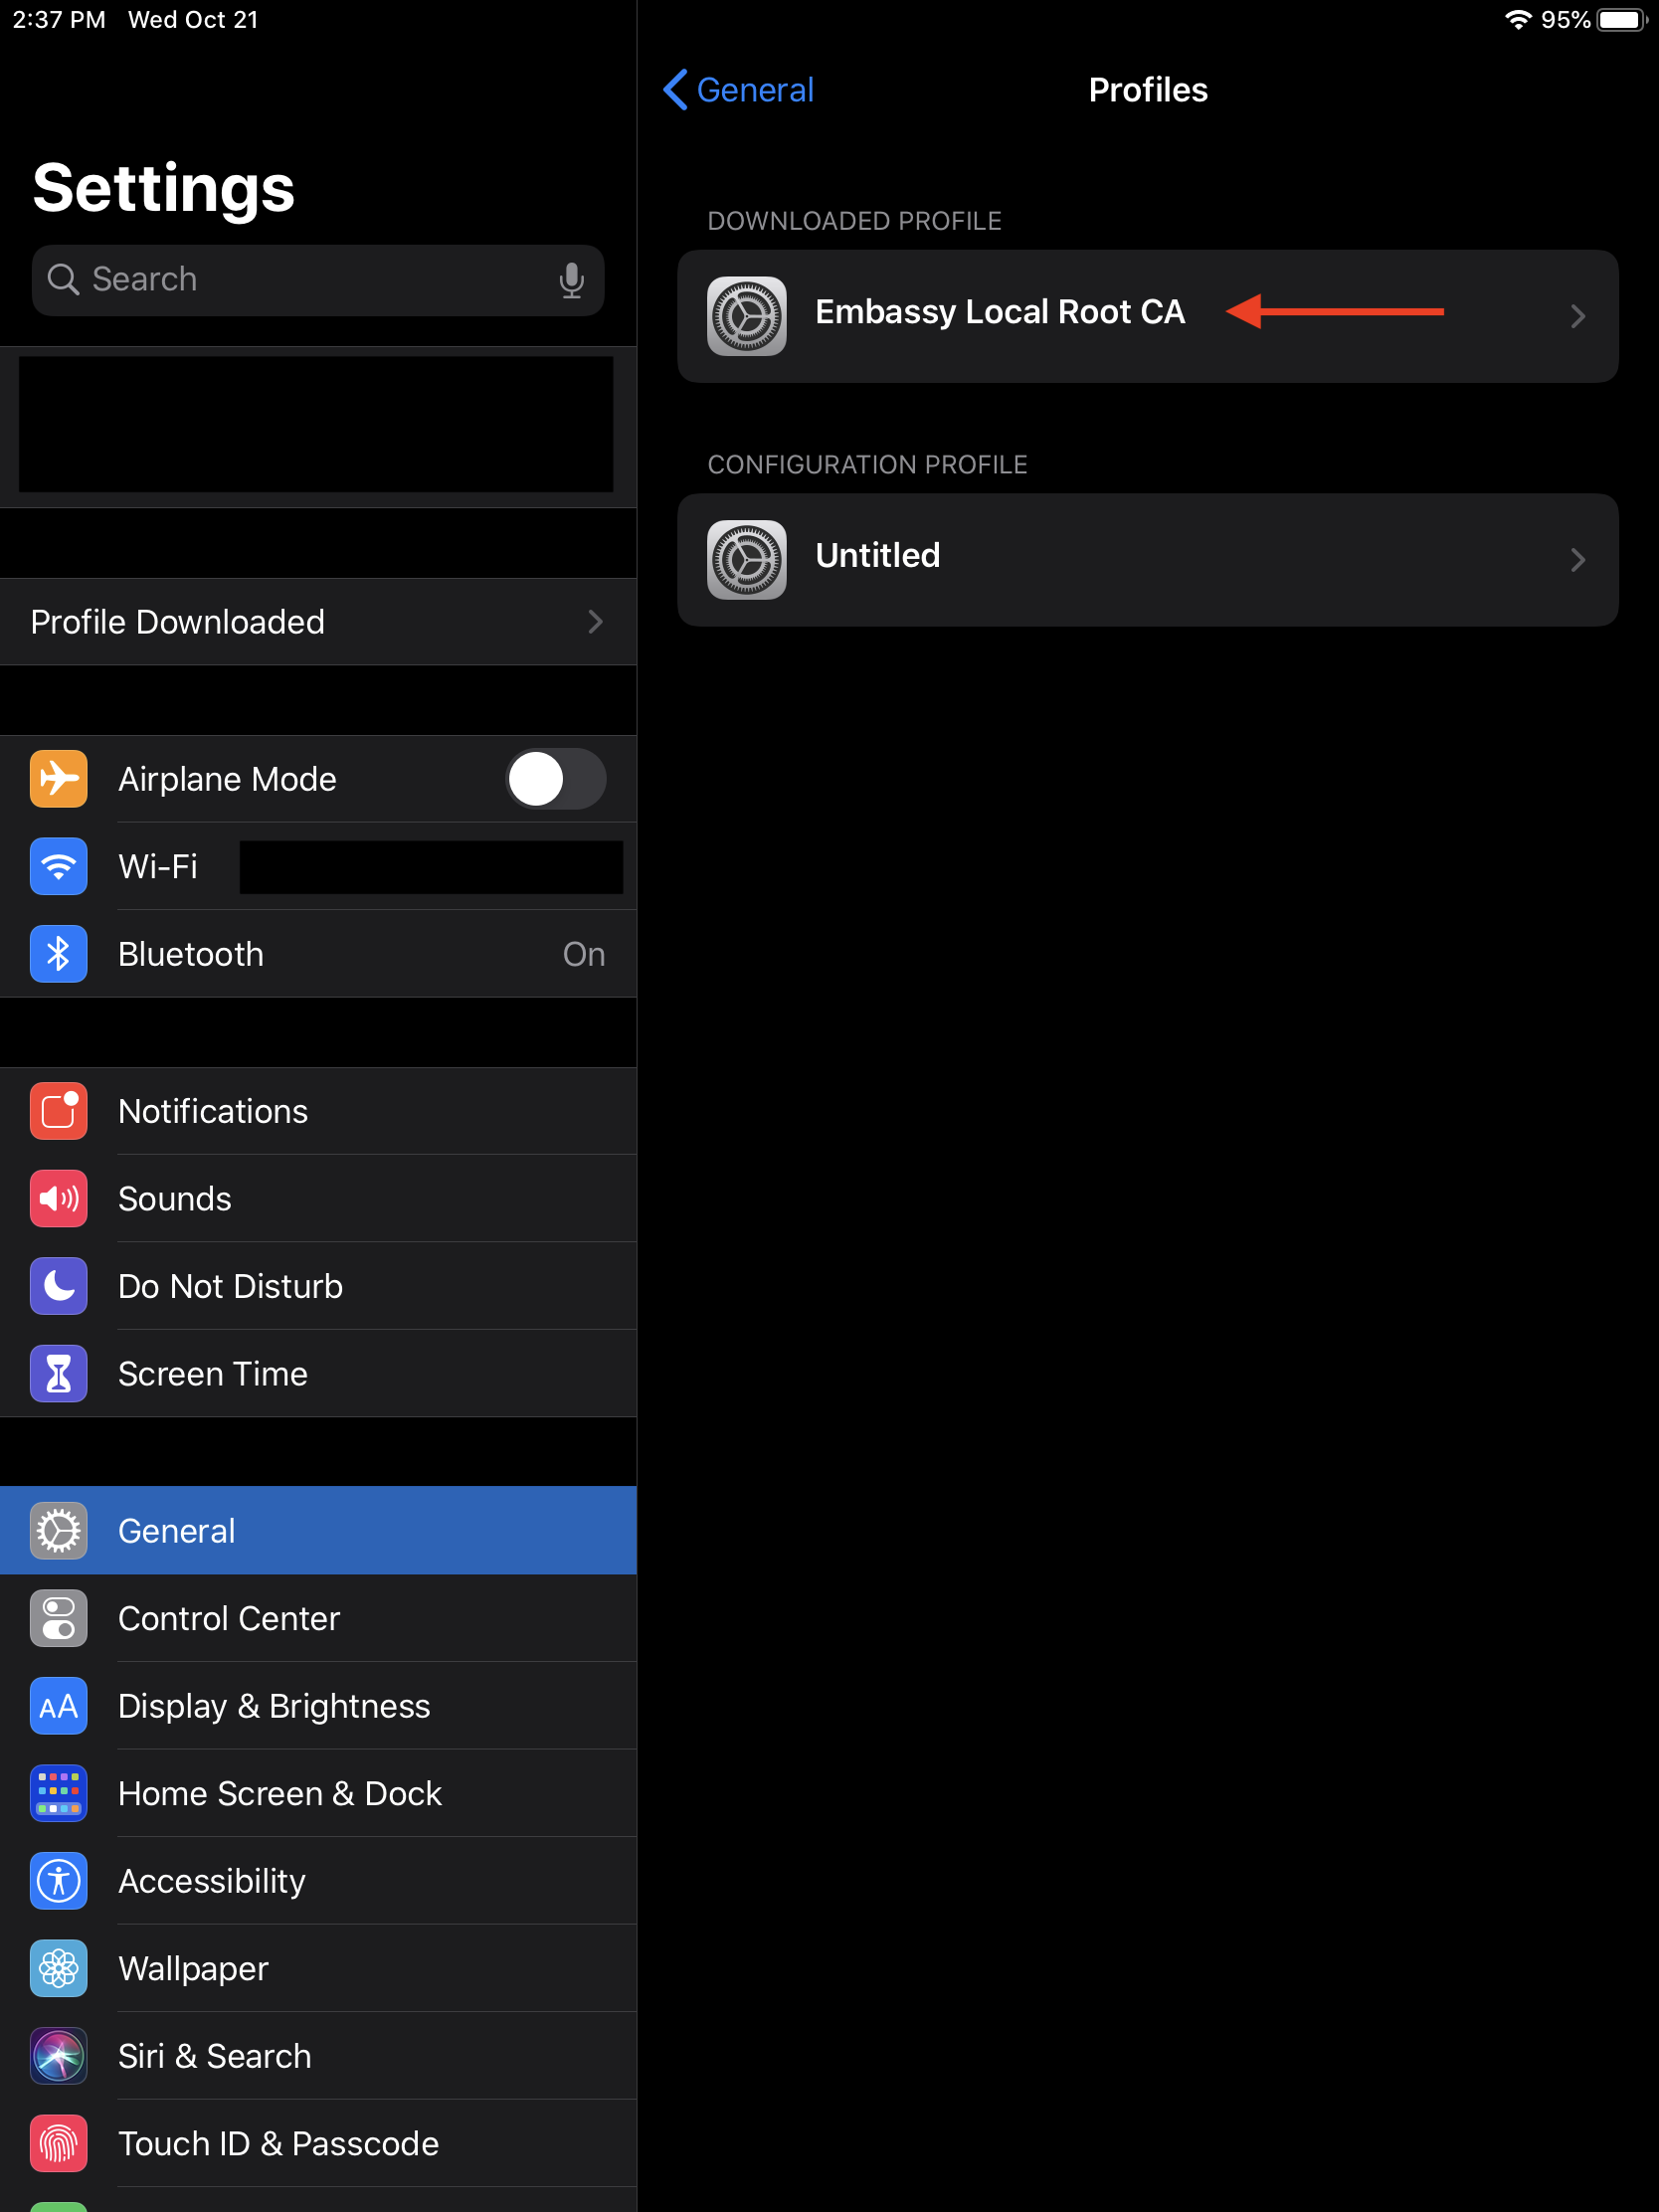 2:37 PM Wed Oct 21
95%
Settings
Search
Profile Downloaded
Airplane Mode
Wi-Fi
Bluetooth On
Notifications
Sounds
Do Not Disturb
Screen Time
General
Control Center
AA Display & Brightness
Home Screen & Dock
Accessibility
Wallpaper
Siri & Search
Touch ID & Passcode
General
Profiles
DOWNLOADED PROFILE
Embassy Local Root CA
CONFIGURATION PROFILE
Untitled